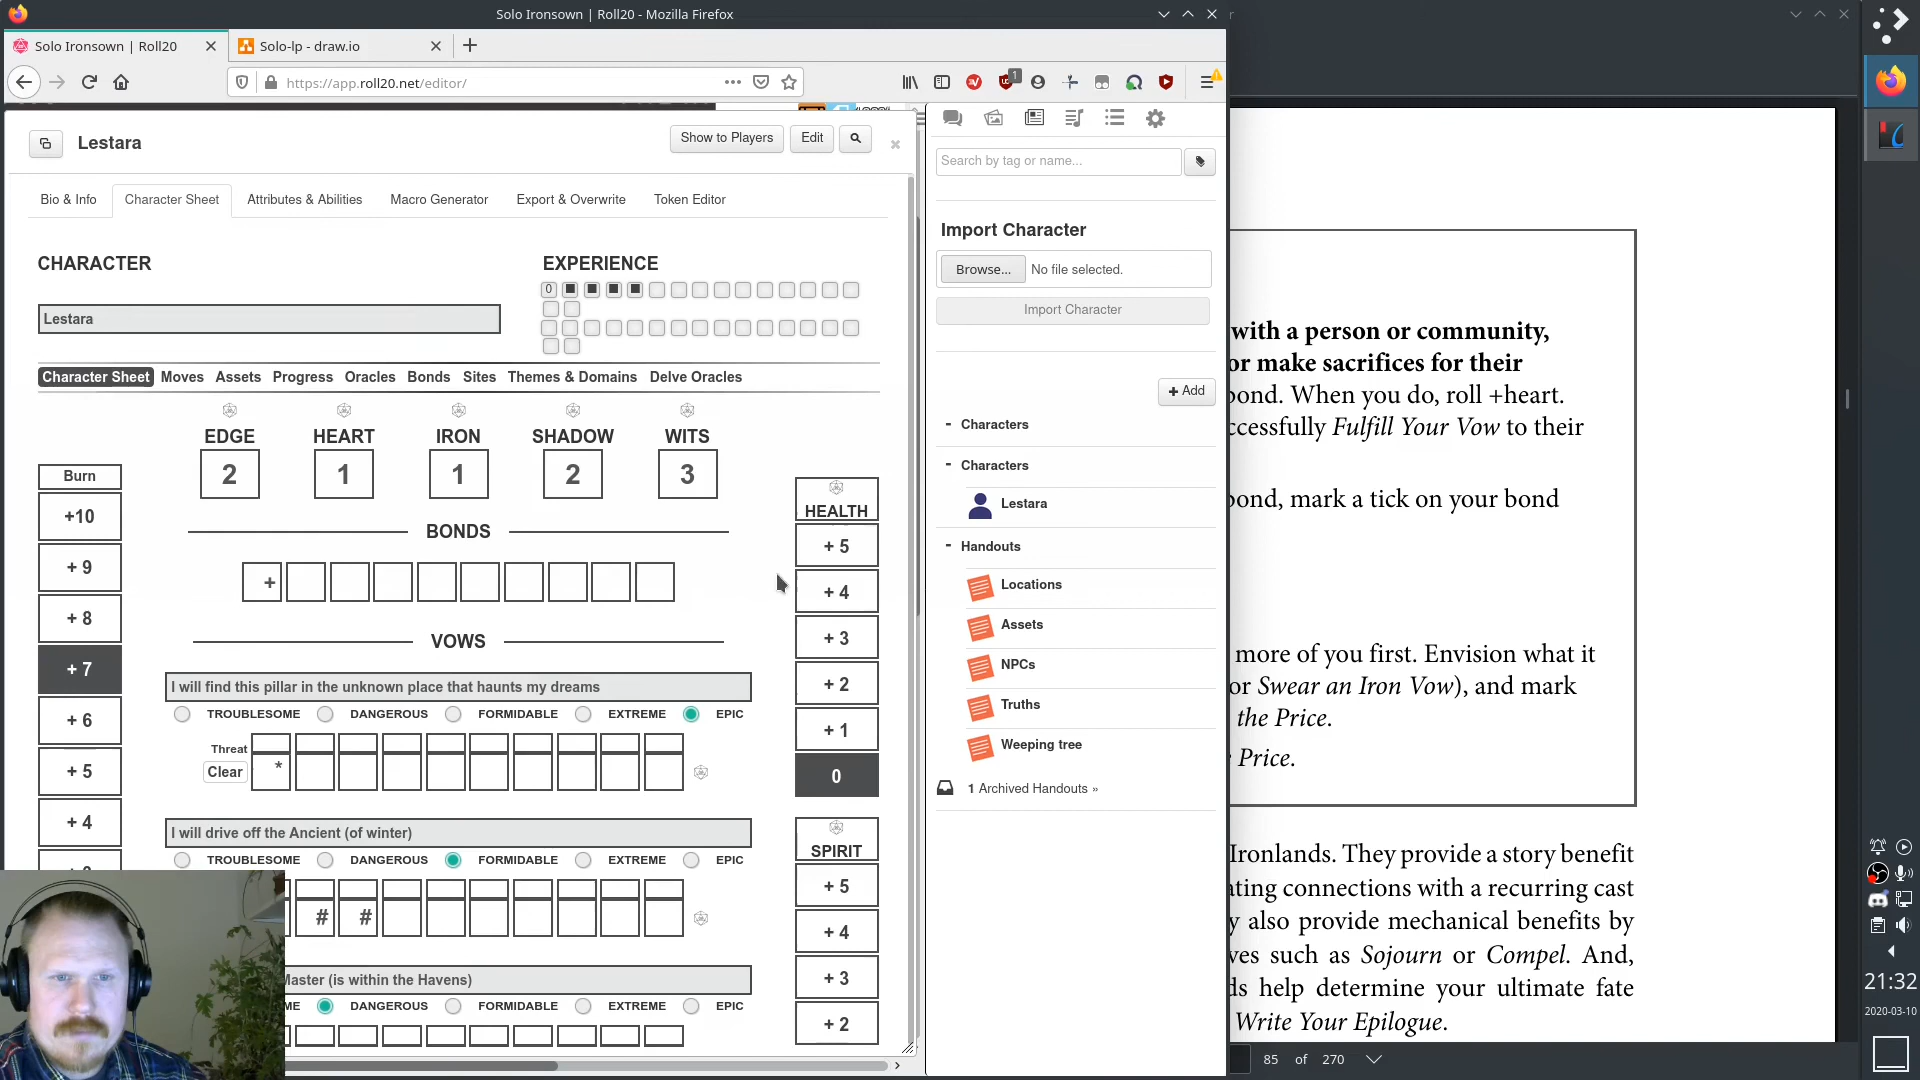 Solo Ironsown | Roll20 - Mozilla Firefox
Solo Ironsown | Roll20
Solo-lp - draw.io
https://app.roll20.net/editor/
1
Lestara
Show to Players
Edit
Bio & Info
Character Sheet
Attributes & Abilities
Macro Generator
Export & Overwrite
Token Editor
CHARACTER
Lestara
EXPERIENCE
0
Character Sheet Moves Assets Progress Oracles Bonds Sites Themes & Domains Delve Oracles
EDGE HEART IRON SHADOW WITS
2 1 1 2 3
Burn
+10
+ 9
+ 8
+ 7
+ 6
+ 5
+ 4
BONDS
+
VOWS
I will find this pillar in the unknown place that haunts my dreams
TROUBLESOME DANGEROUS FORMIDABLE EXTREME EPIC
Threat
Clear
*
I will drive off the Ancient (of winter)
TROUBLESOME DANGEROUS FORMIDABLE EXTREME EPIC
# #
Master (is within the Havens)
ME DANGEROUS FORMIDABLE EXTREME EPIC
HEALTH
+ 5
+ 4
+ 3
+ 2
+ 1
0
SPIRIT
+ 5
+ 4
+ 3
+ 2
Search by tag or name...
Import Character
Browse... No file selected.
Import Character
+ Add
- Characters
- Characters
Lestara
- Handouts
Locations
Assets
NPCs
Truths
Weeping tree
1 Archived Handouts »
with a person or community,
or make sacrifices for their
ond. When you do, roll +heart.
ccessfully Fulfill Your Vow to their
ond, mark a tick on your bond
more of you first. Envision what it
or Swear an Iron Vow), and mark
the Price.
Price.
Ironlands. They provide a story benefit
ating connections with a recurring cast
y also provide mechanical benefits by
ves such as Sojourn or Compel. And,
ds help determine your ultimate fate
Write Your Epilogue.
85 of 270
21:32
2020-03-10